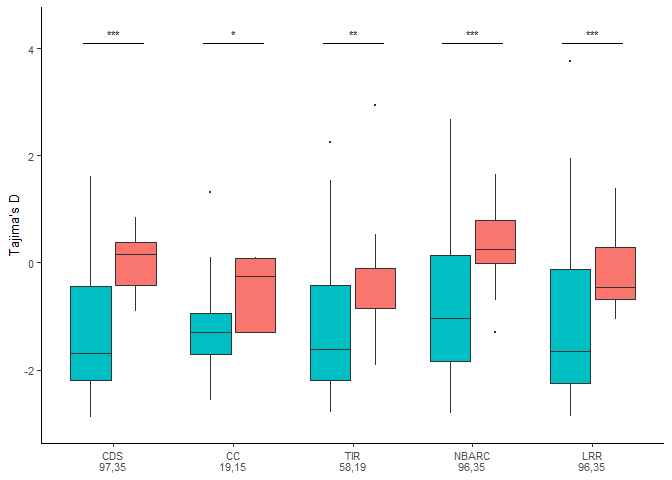 *** * ** *** ***
4
2
0
-2
Tajima's D
CDS CC TIR NBARC LRR
97,35 19,15 58,19 96,35 96,35